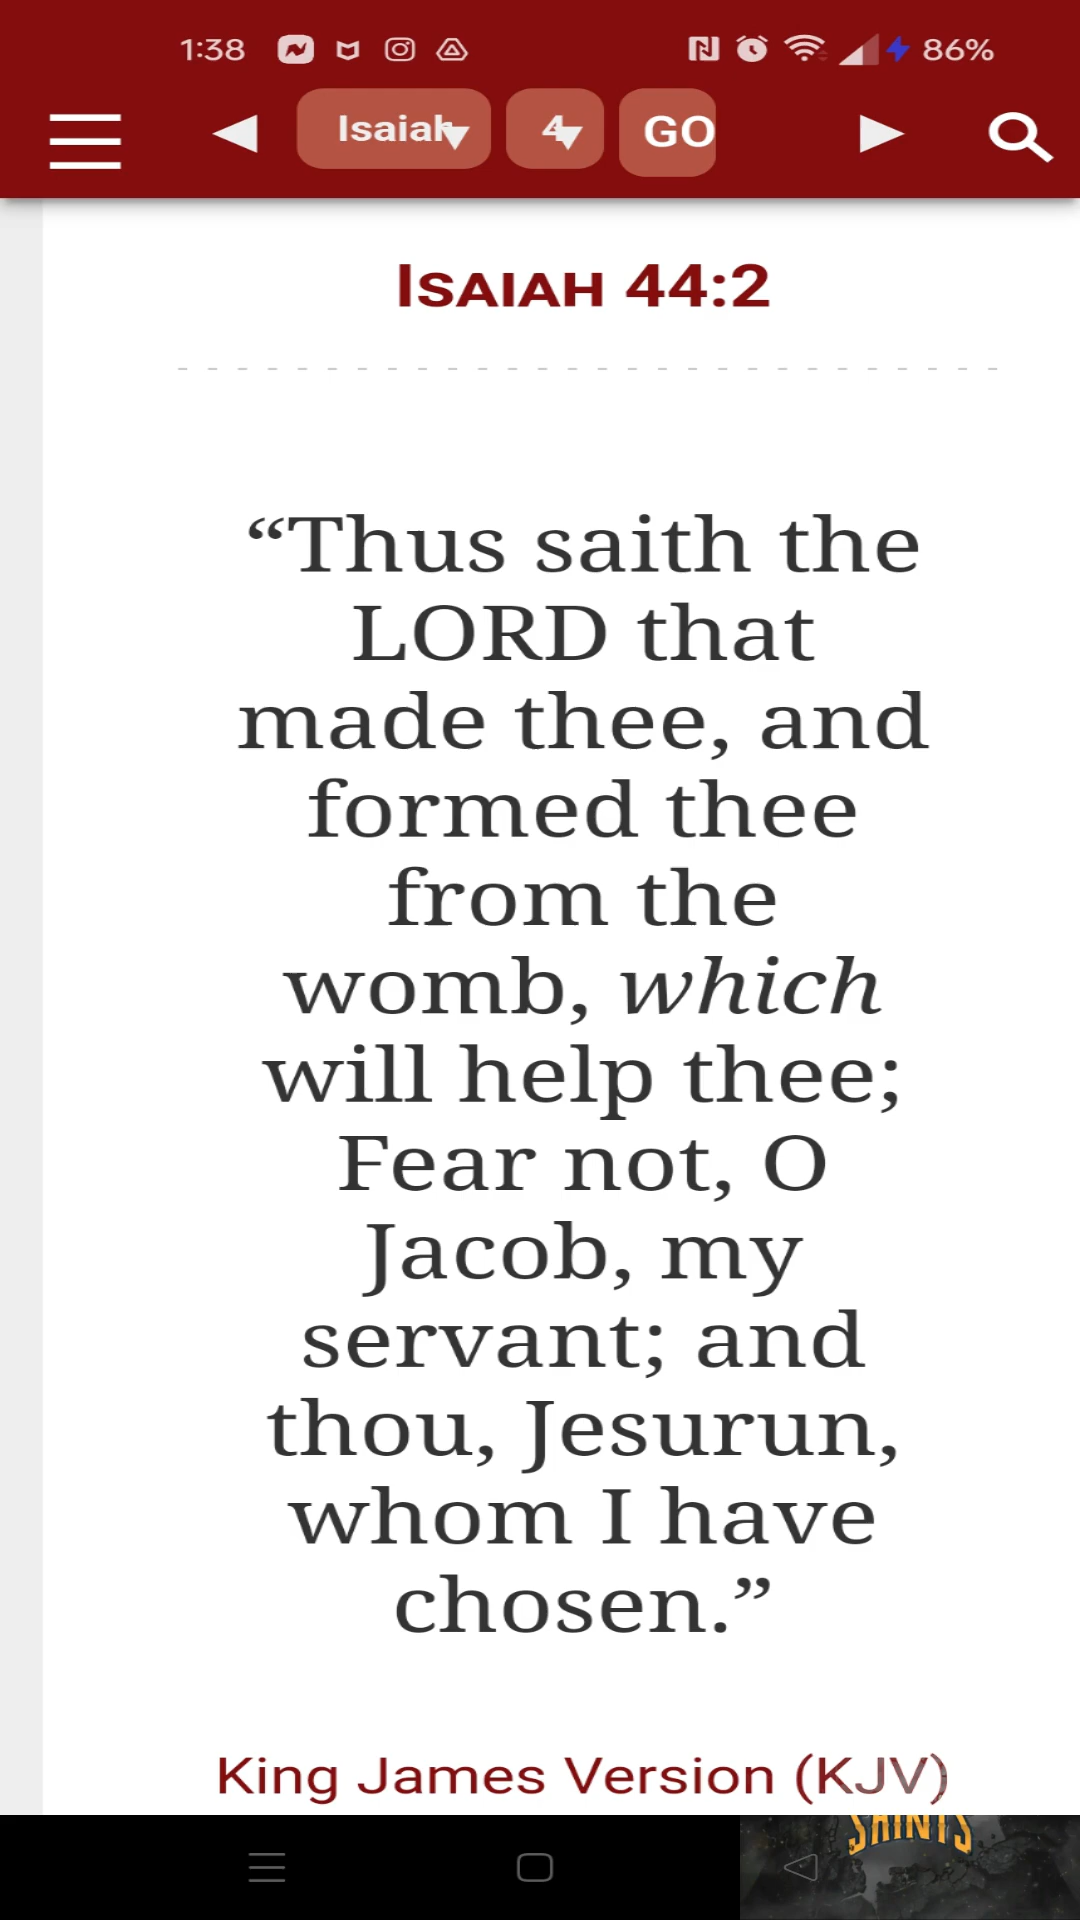 1:38 86%
Isaiah 4 GO
ISAIAH 44:2
“Thus saith the
LORD that
made thee, and
formed thee
from the
womb, which
will help thee;
Fear not, O
Jacob, my
servant; and
thou, Jesurun,
whom I have
chosen.”
King James Version (KJV)
SAINTS